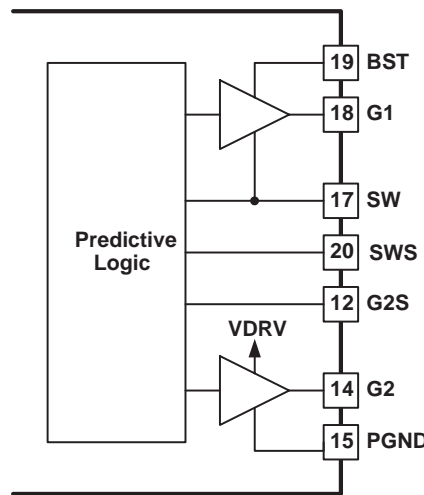 19 BST
18 G1
17 SW
Predictive
Logic
20 SWS
12 G2S
VDRV
14 G2
15 PGND